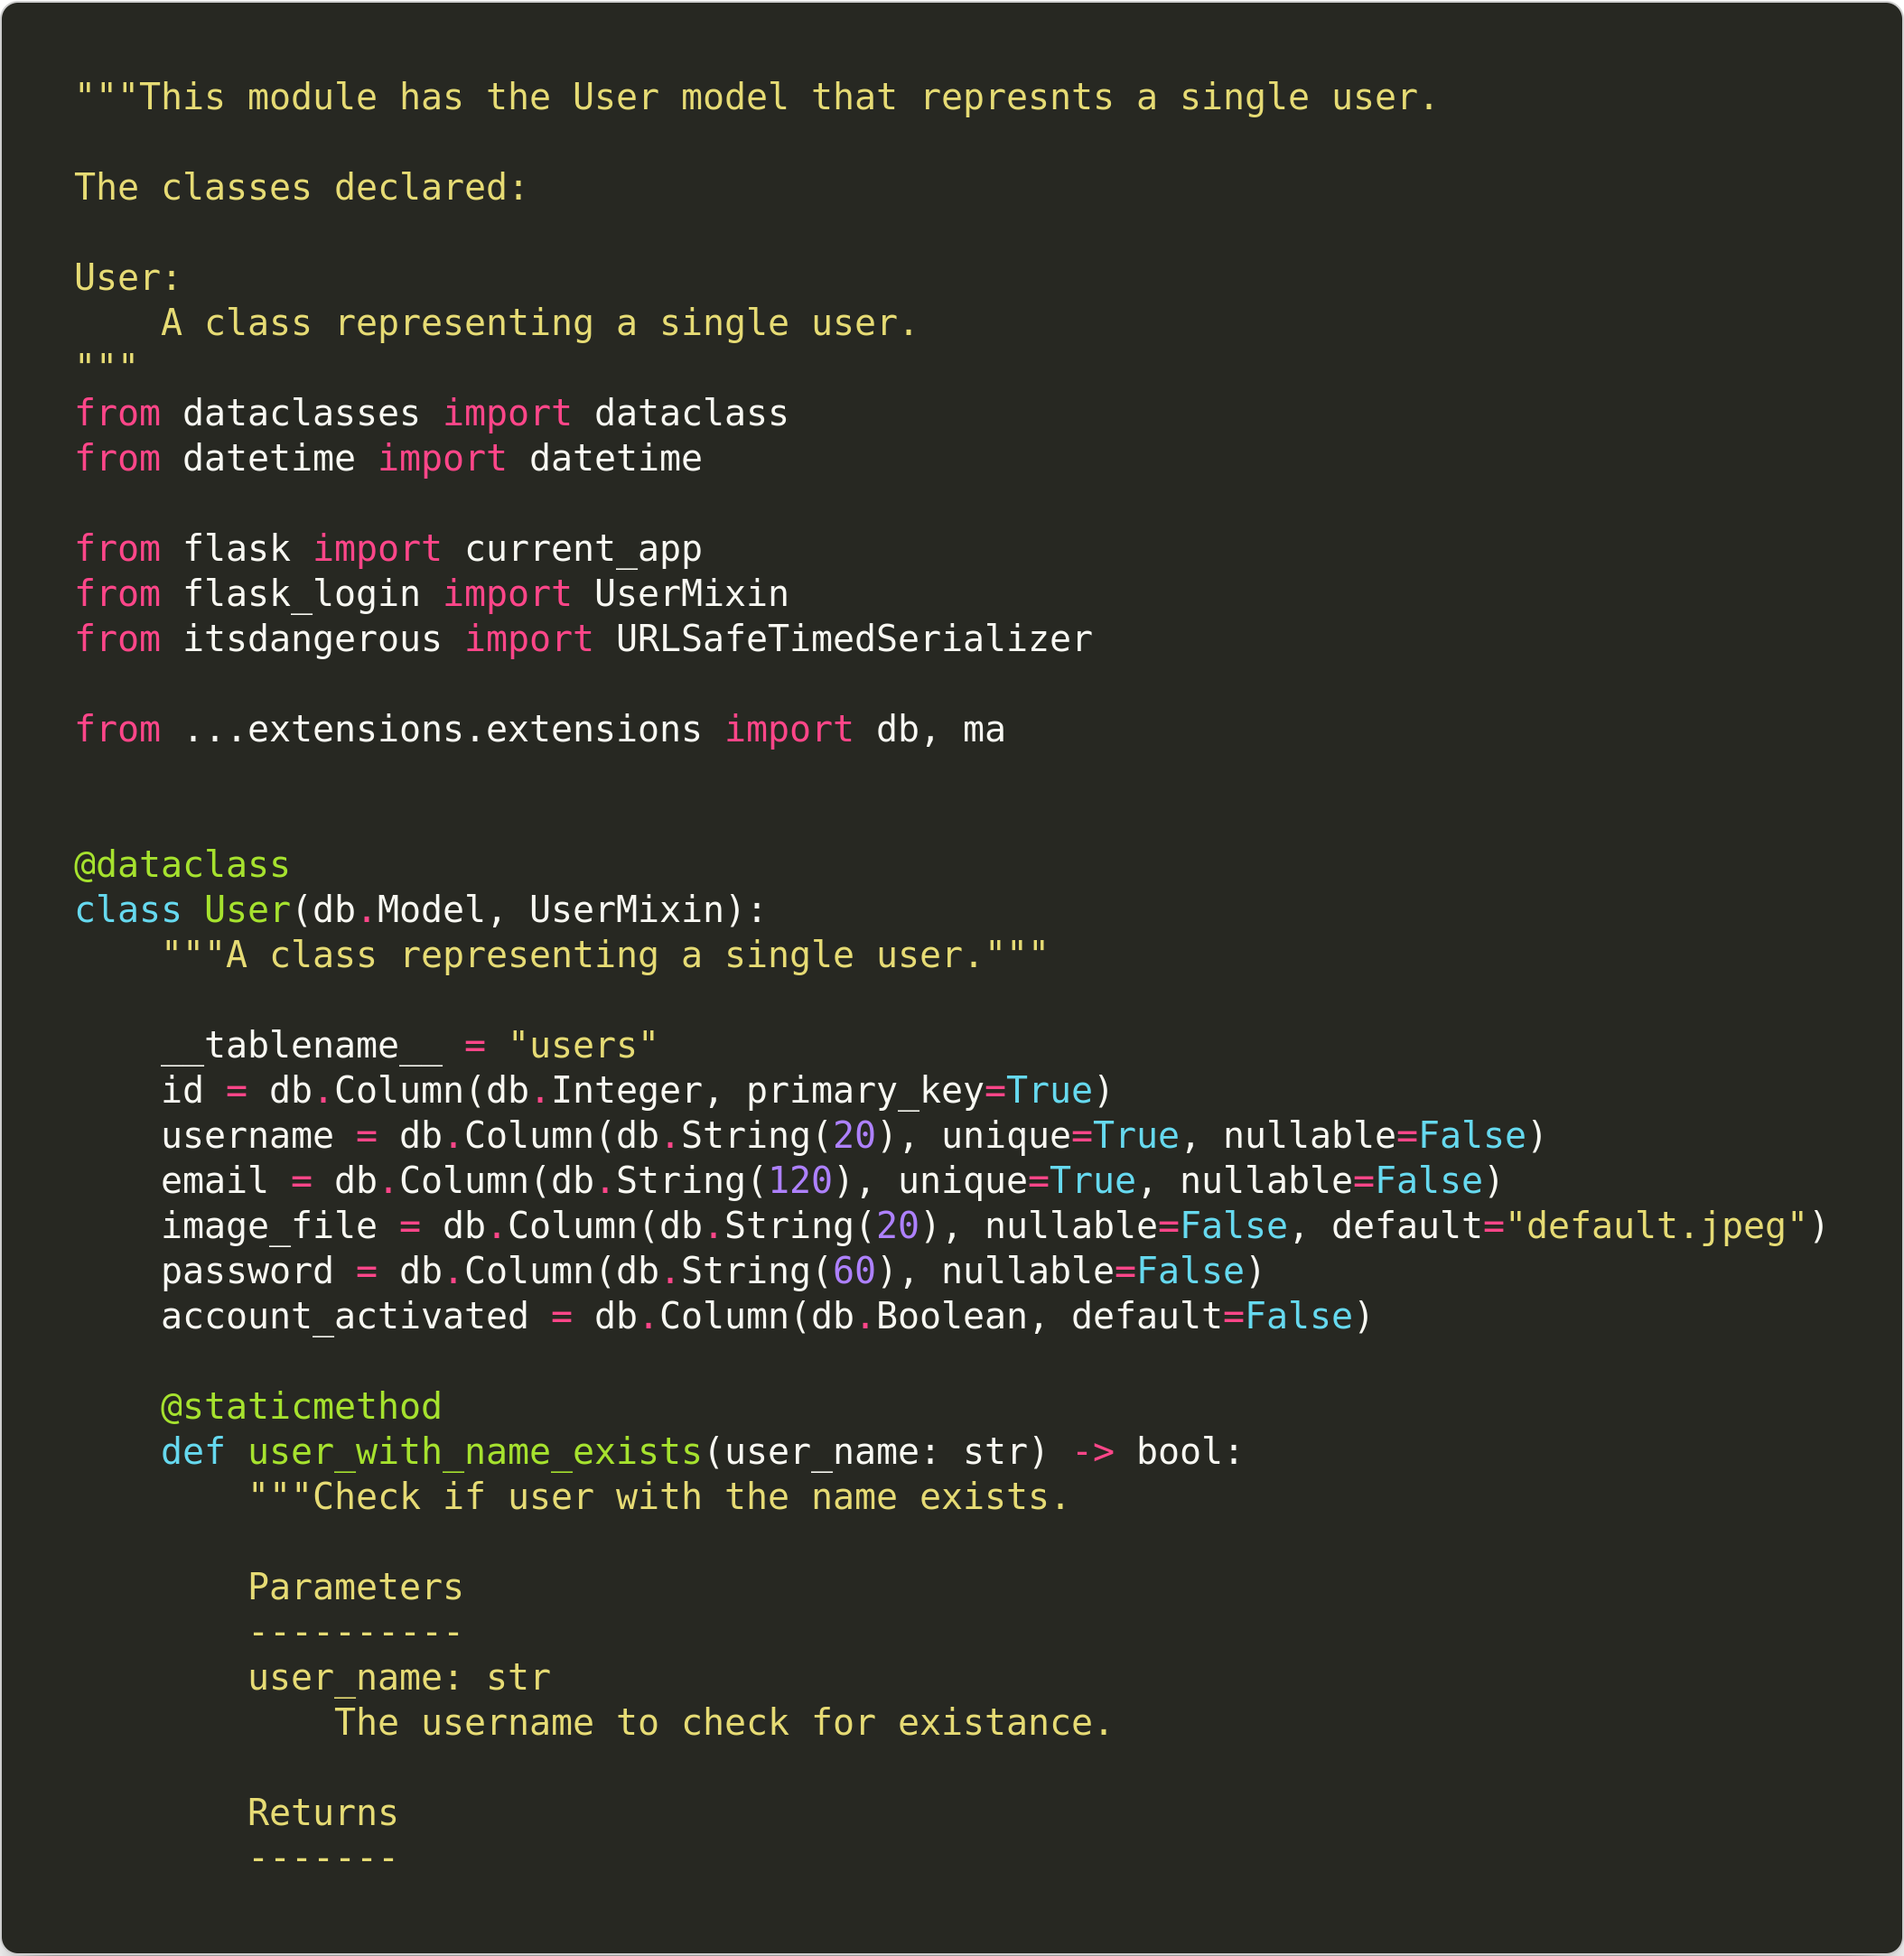 """This module has the User model that represnts a single user.

The classes declared:

User:
    A class representing a single user.
"""
from dataclasses import dataclass
from datetime import datetime

from flask import current_app
from flask_login import UserMixin
from itsdangerous import URLSafeTimedSerializer

from ...extensions.extensions import db, ma


@dataclass
class User(db.Model, UserMixin):
    """A class representing a single user."""

    __tablename__ = "users"
    id = db.Column(db.Integer, primary_key=True)
    username = db.Column(db.String(20), unique=True, nullable=False)
    email = db.Column(db.String(120), unique=True, nullable=False)
    image_file = db.Column(db.String(20), nullable=False, default="default.jpeg")
    password = db.Column(db.String(60), nullable=False)
    account_activated = db.Column(db.Boolean, default=False)

    @staticmethod
    def user_with_name_exists(user_name: str) -> bool:
        """Check if user with the name exists.

        Parameters
        ----------
        user_name: str
            The username to check for existance.

        Returns
        -------